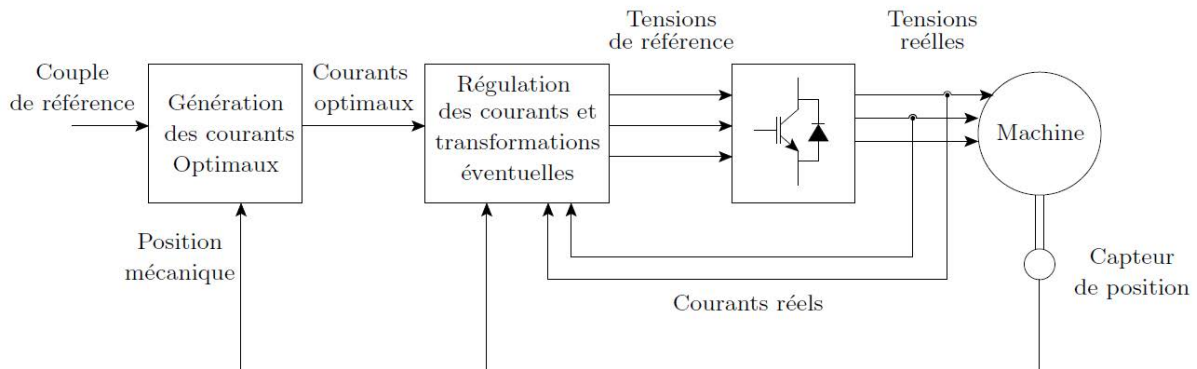 Couple
de référence
Génération
des courants
Optimaux
Courants
optimaux
Régulation
des courants et
transformations
éventuelles
Tensions
de référence
Tensions
reélles
Machine
Position
mécanique
Courants réels
Capteur
de position